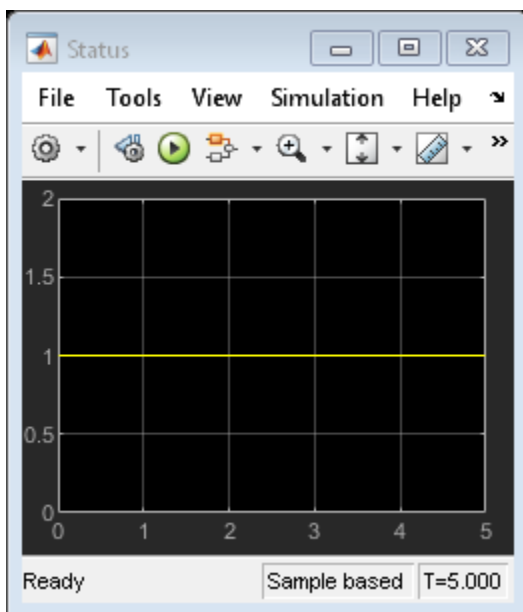 Status
File Tools View Simulation Help
2
1.5
1
0.5
0
0 1 2 3 4 5
Ready Sample based T=5.000